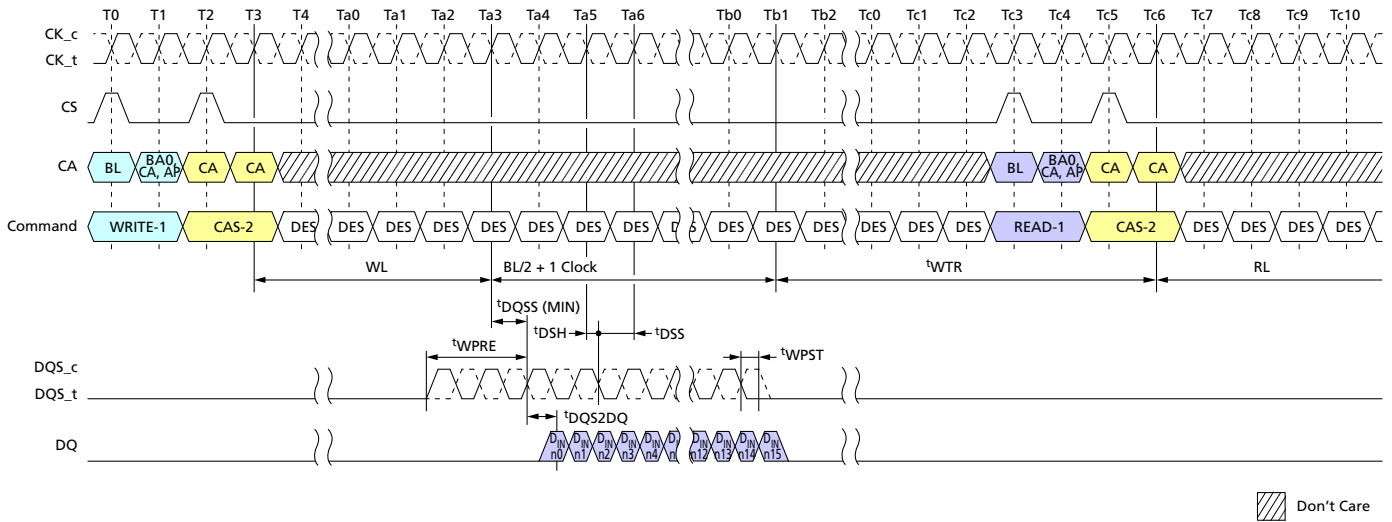 T0 T1 T2 T3 T4 Ta0 Ta1 Ta2 Ta3 Ta4 Ta5 Ta6 Tb0 Tb1 Tb2 Tc0 Tc1 Tc2 Tc3 Tc4 Tc5 Tc6 Tc7 Tc8 Tc9 Tc10
CK_c
CK_t
CS
CA BL BA0, CA, AP CA CA BL BA0, CA, AP CA CA
Command WRITE-1 CAS-2 DES DES DES DES DES DES DES DES DES DES DES DES DES DES READ-1 CAS-2 DES DES DES DES
WL BL/2 + 1 Clock tWTR RL
tDQSS (MIN)
tDSH tDSS
tWPRE tWPST
DQS_c
DQS_t
tDQS2DQ
DQ DIN n0 DIN n1 DIN n2 DIN n3 DIN n4 DIN n12 DIN n13 DIN n14 DIN n15
Don't Care